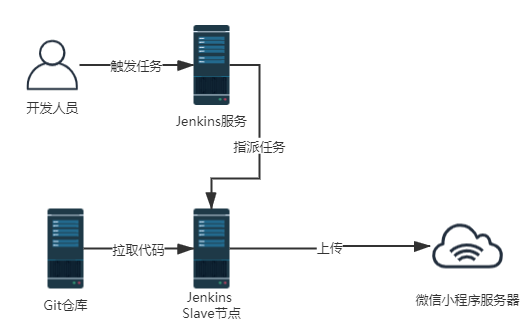 触发任务
开发人员
Jenkins服务
指派任务
拉取代码
上传
Git仓库
Jenkins
Slave节点
微信小程序服务器